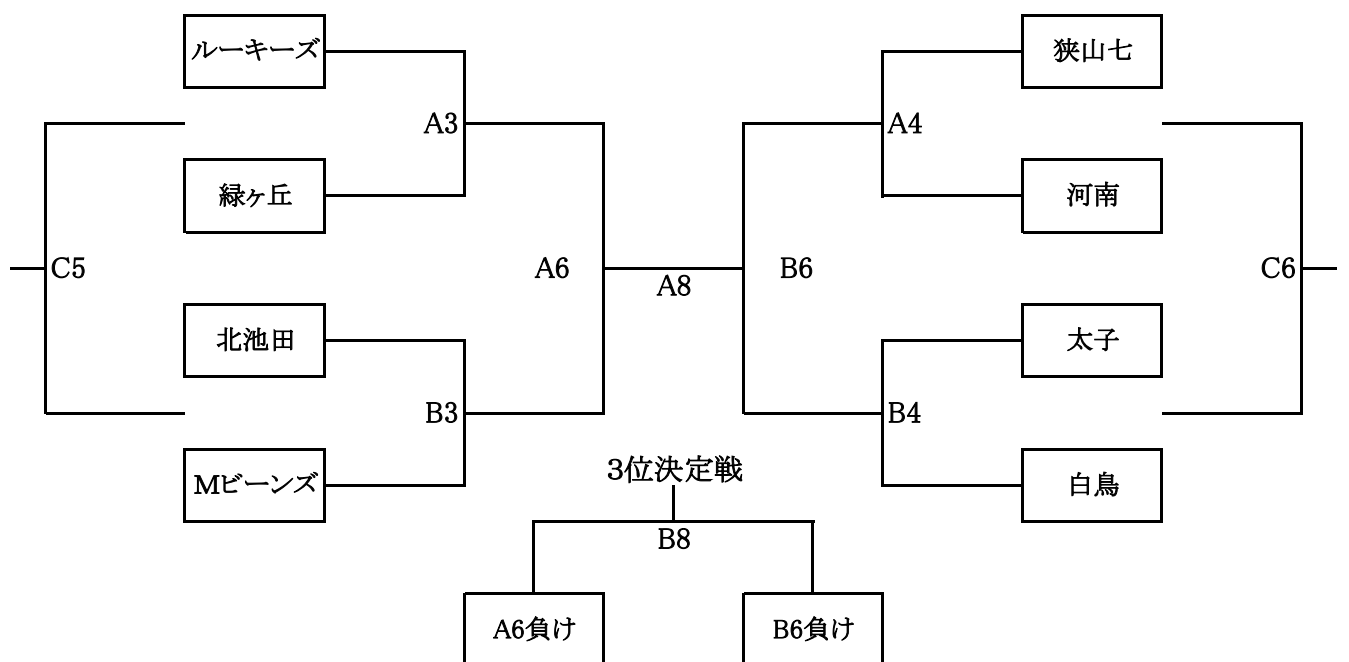 ルーキーズ
狭山七
A3
A4
緑ヶ丘
河南
C5
A6
A8
B6
C6
北池田
太子
B3
B4
Mビーンズ
3位決定戦
白鳥
B8
A6負け
B6負け